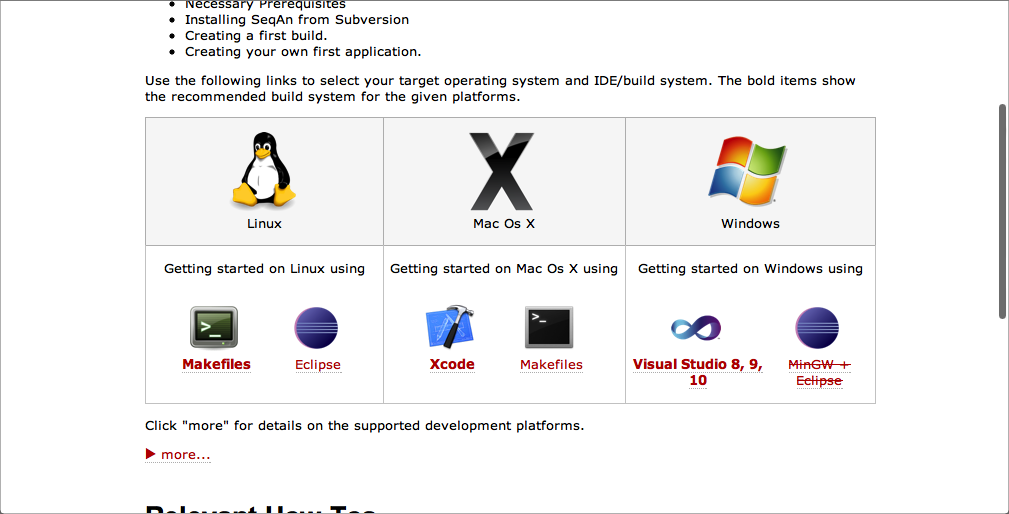 Necessary Prerequisites
Installing SeqAn from Subversion
Creating a first build.
Creating your own first application.
Use the following links to select your target operating system and IDE/build system. The bold items show
the recommended build system for the given platforms.
Linux
Mac Os X
Windows
Getting started on Linux using
Getting started on Mac Os X using
Getting started on Windows using
>_
>_
Makefiles
Eclipse
Xcode
Makefiles
Visual Studio 8, 9,
10
MinGW +
Eclipse
Click "more" for details on the supported development platforms.
more...
Relevant How-Tos